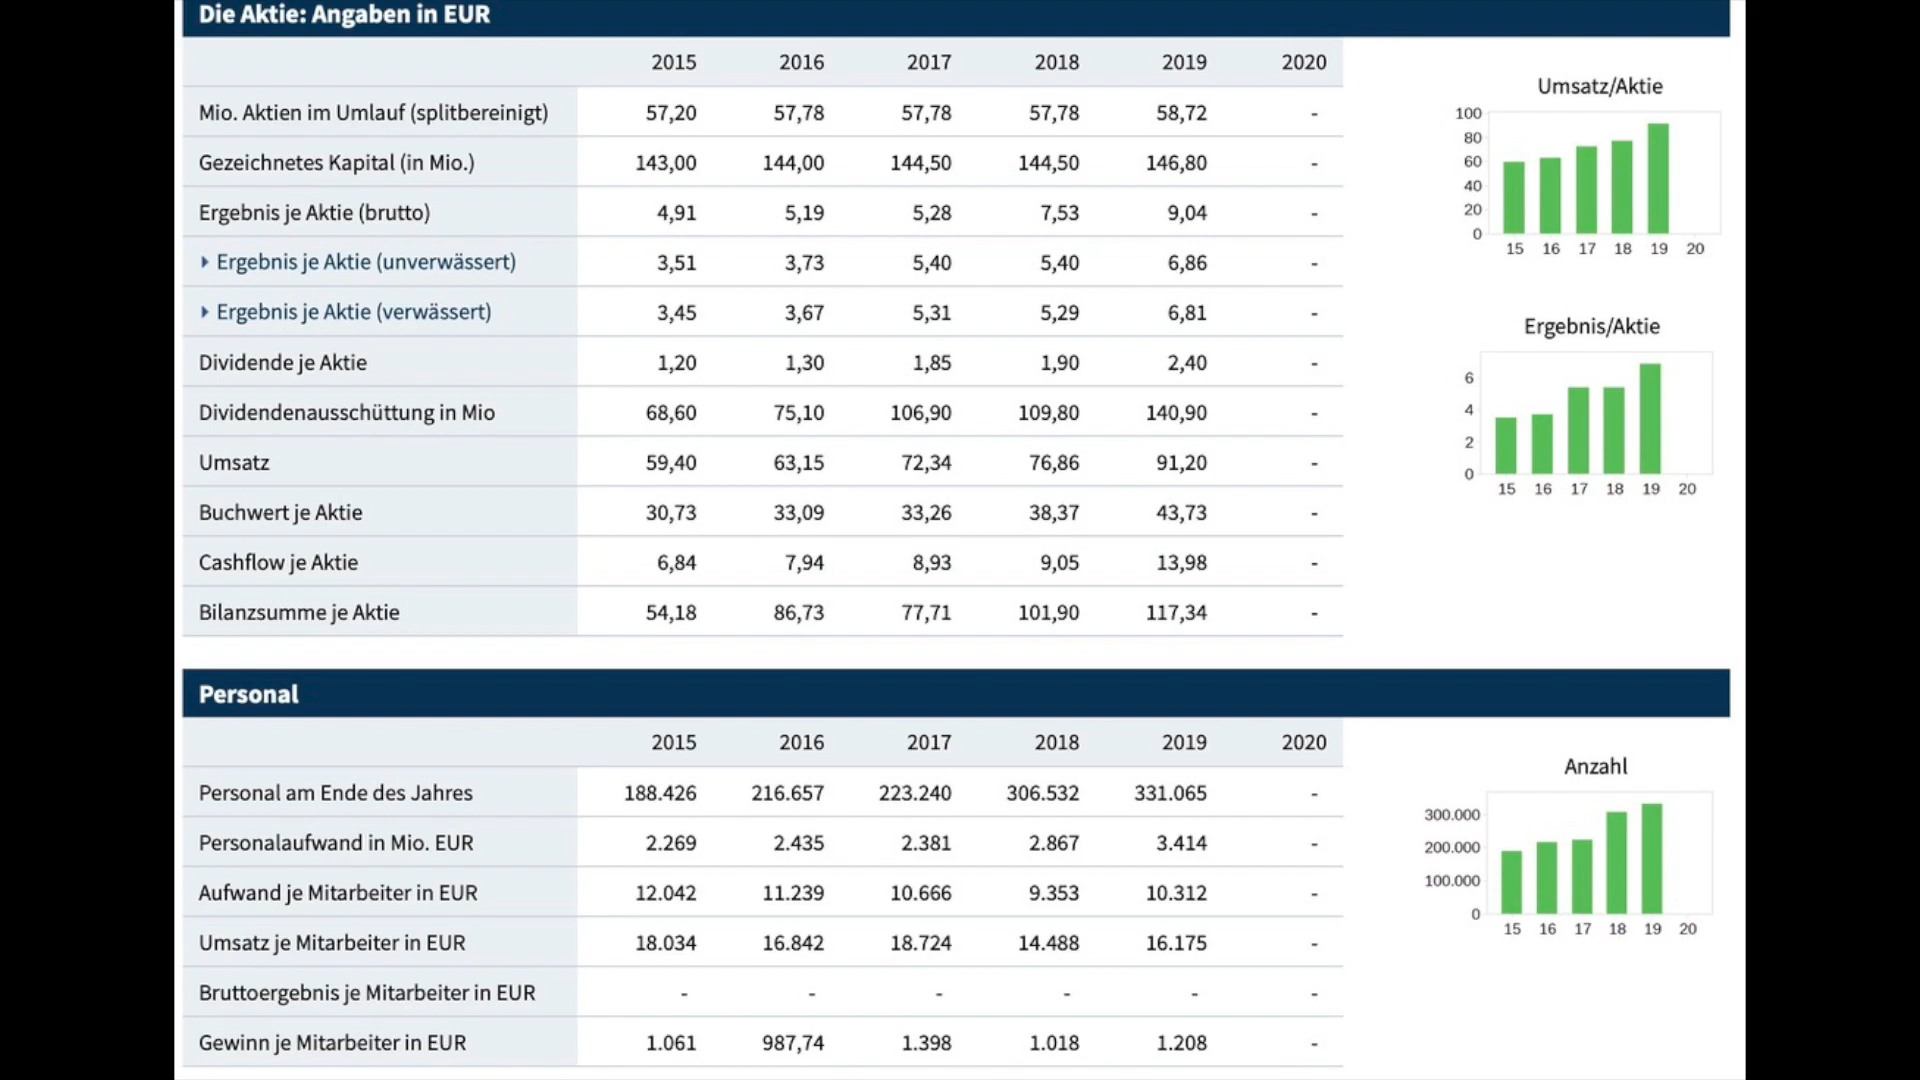 Die Aktie: Angaben in EUR
2015 2016 2017 2018 2019 2020
Mio. Aktien im Umlauf (splitbereinigt) 57,20 57,78 57,78 57,78 58,72 -
Gezeichnetes Kapital (in Mio.) 143,00 144,00 144,50 144,50 146,80 -
Ergebnis je Aktie (brutto) 4,91 5,19 5,28 7,53 9,04 -
Ergebnis je Aktie (unverwässert) 3,51 3,73 5,40 5,40 6,86 -
Ergebnis je Aktie (verwässert) 3,45 3,67 5,31 5,29 6,81 -
Dividende je Aktie 1,20 1,30 1,85 1,90 2,40 -
Dividendenausschüttung in Mio 68,60 75,10 106,90 109,80 140,90 -
Umsatz 59,40 63,15 72,34 76,86 91,20 -
Buchwert je Aktie 30,73 33,09 33,26 38,37 43,73 -
Cashflow je Aktie 6,84 7,94 8,93 9,05 13,98 -
Bilanzsumme je Aktie 54,18 86,73 77,71 101,90 117,34 -
Umsatz/Aktie
100
80
60
40
20
0
15 16 17 18 19 20
Ergebnis/Aktie
6
4
2
0
15 16 17 18 19 20
Personal
2015 2016 2017 2018 2019 2020
Personal am Ende des Jahres 188.426 216.657 223.240 306.532 331.065 -
Personalaufwand in Mio. EUR 2.269 2.435 2.381 2.867 3.414 -
Aufwand je Mitarbeiter in EUR 12.042 11.239 10.666 9.353 10.312 -
Umsatz je Mitarbeiter in EUR 18.034 16.842 18.724 14.488 16.175 -
Bruttoergebnis je Mitarbeiter in EUR - - - - - -
Gewinn je Mitarbeiter in EUR 1.061 987,74 1.398 1.018 1.208 -
Anzahl
300.000
200.000
100.000
0
15 16 17 18 19 20